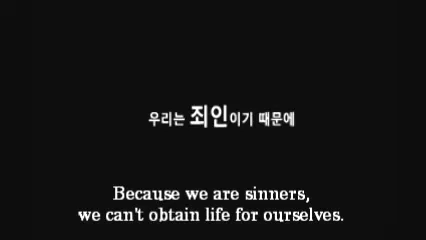 우리는 죄인이기 때문에
Because we are sinners,
we can't obtain life for ourselves.